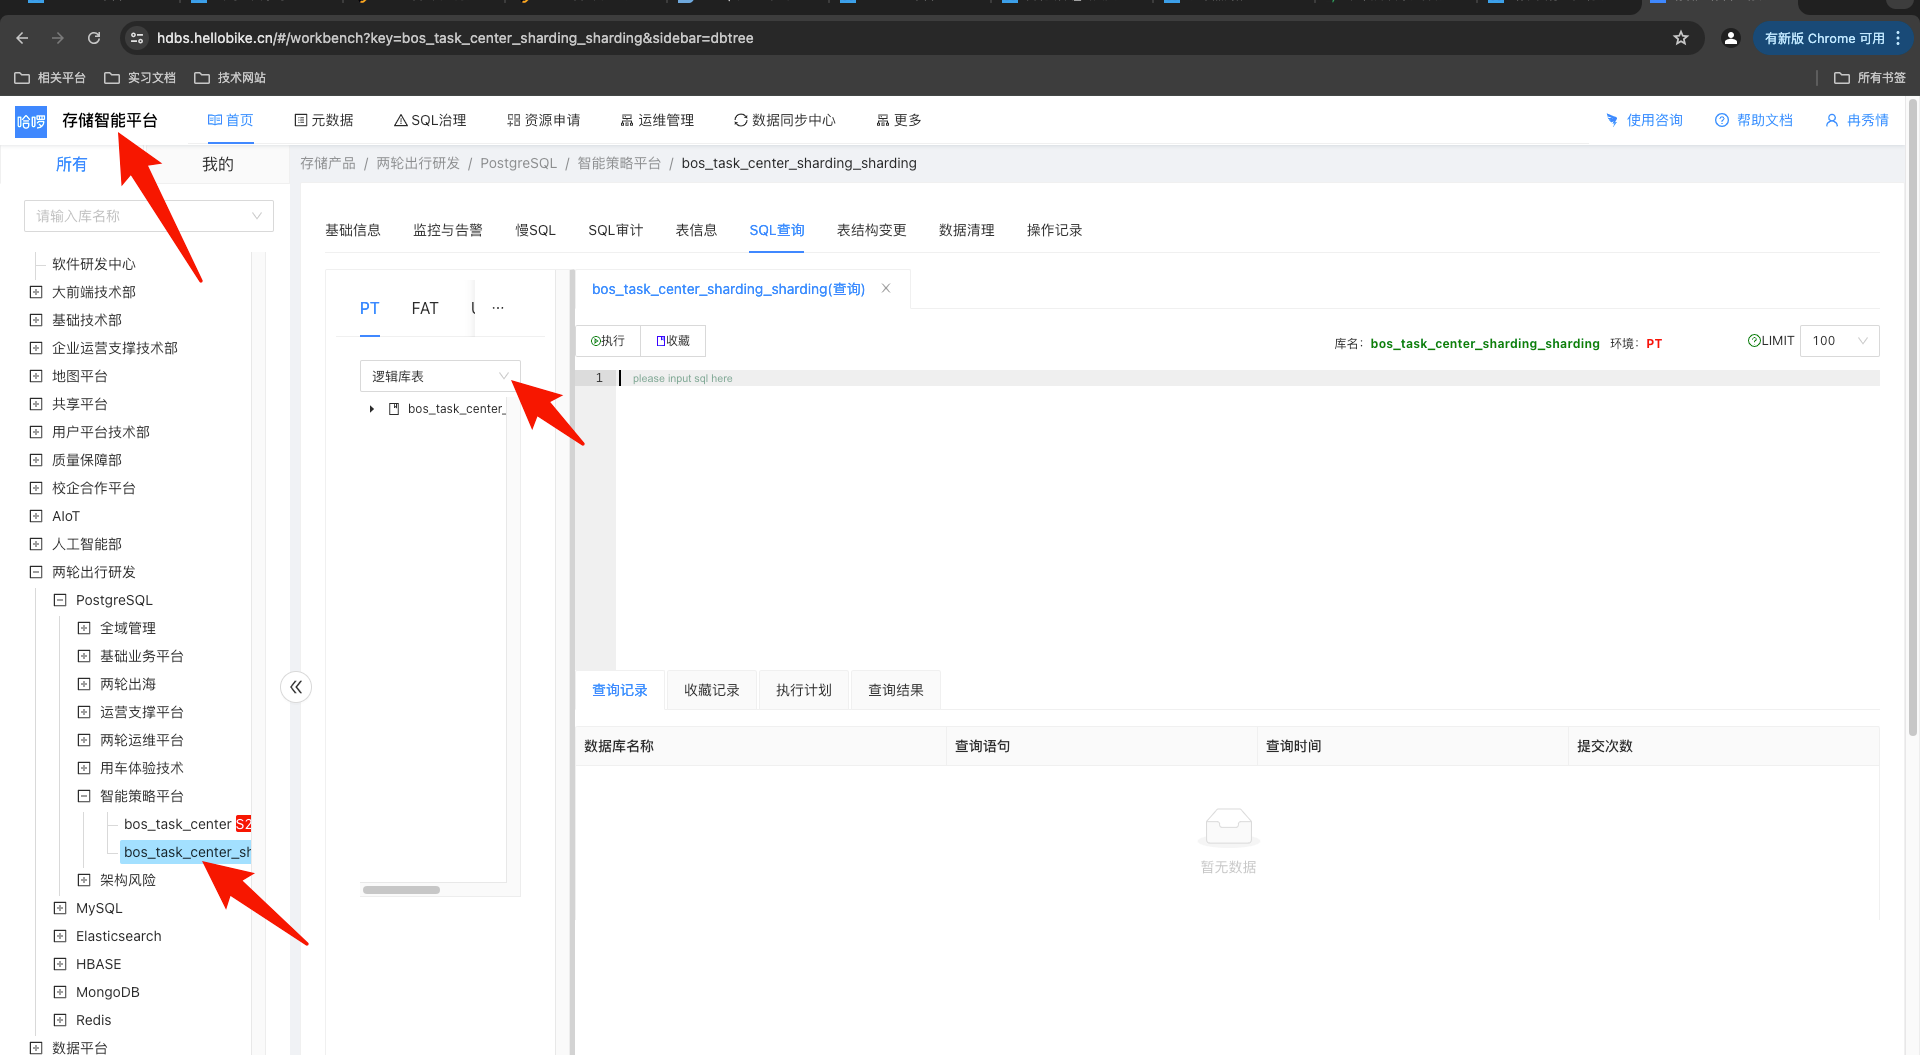 hdbs.hellobike.cn/#/workbench?key=bos_task_center_sharding_sharding&sidebar=dbtree
有新版 Chrome 可用
相关平台 实习文档 技术网站 所有书签
哈啰 存储智能平台 首页 元数据 SQL治理 资源申请 运维管理 数据同步中心 更多 使用咨询 帮助文档 冉秀情
所有 我的
存储产品 / 两轮出行研发 / PostgreSQL / 智能策略平台 / bos_task_center_sharding_sharding
请输入库名称
基础信息 监控与告警 慢SQL SQL审计 表信息 SQL查询 表结构变更 数据清理 操作记录
软件研发中心
大前端技术部
基础技术部
企业运营支撑技术部
地图平台
共享平台
用户平台技术部
质量保障部
校企合作平台
AIoT
人工智能部
两轮出行研发
PostgreSQL
全域管理
基础业务平台
两轮出海
运营支撑平台
两轮运维平台
用车体验技术
智能策略平台
bos_task_center S2
bos_task_center_sh
架构风险
MySQL
Elasticsearch
HBASE
MongoDB
Redis
数据平台
PT FAT ···
逻辑库表
bos_task_center_
bos_task_center_sharding_sharding(查询)
执行 收藏
库名: bos_task_center_sharding_sharding 环境: PT
LIMIT 100
1 please input sql here
查询记录 收藏记录 执行计划 查询结果
数据库名称 查询语句 查询时间 提交次数
暂无数据